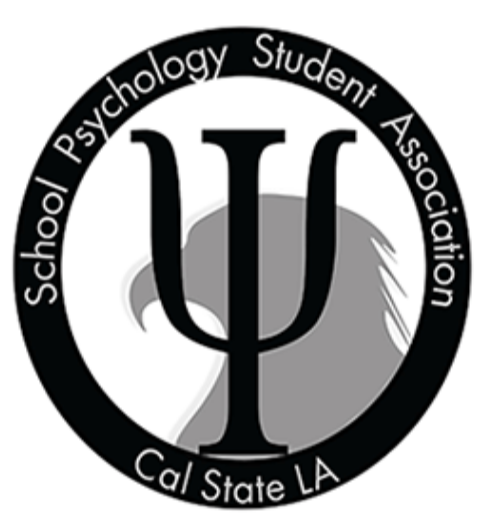 School Psychology Student Association
Ψ
Cal State LA